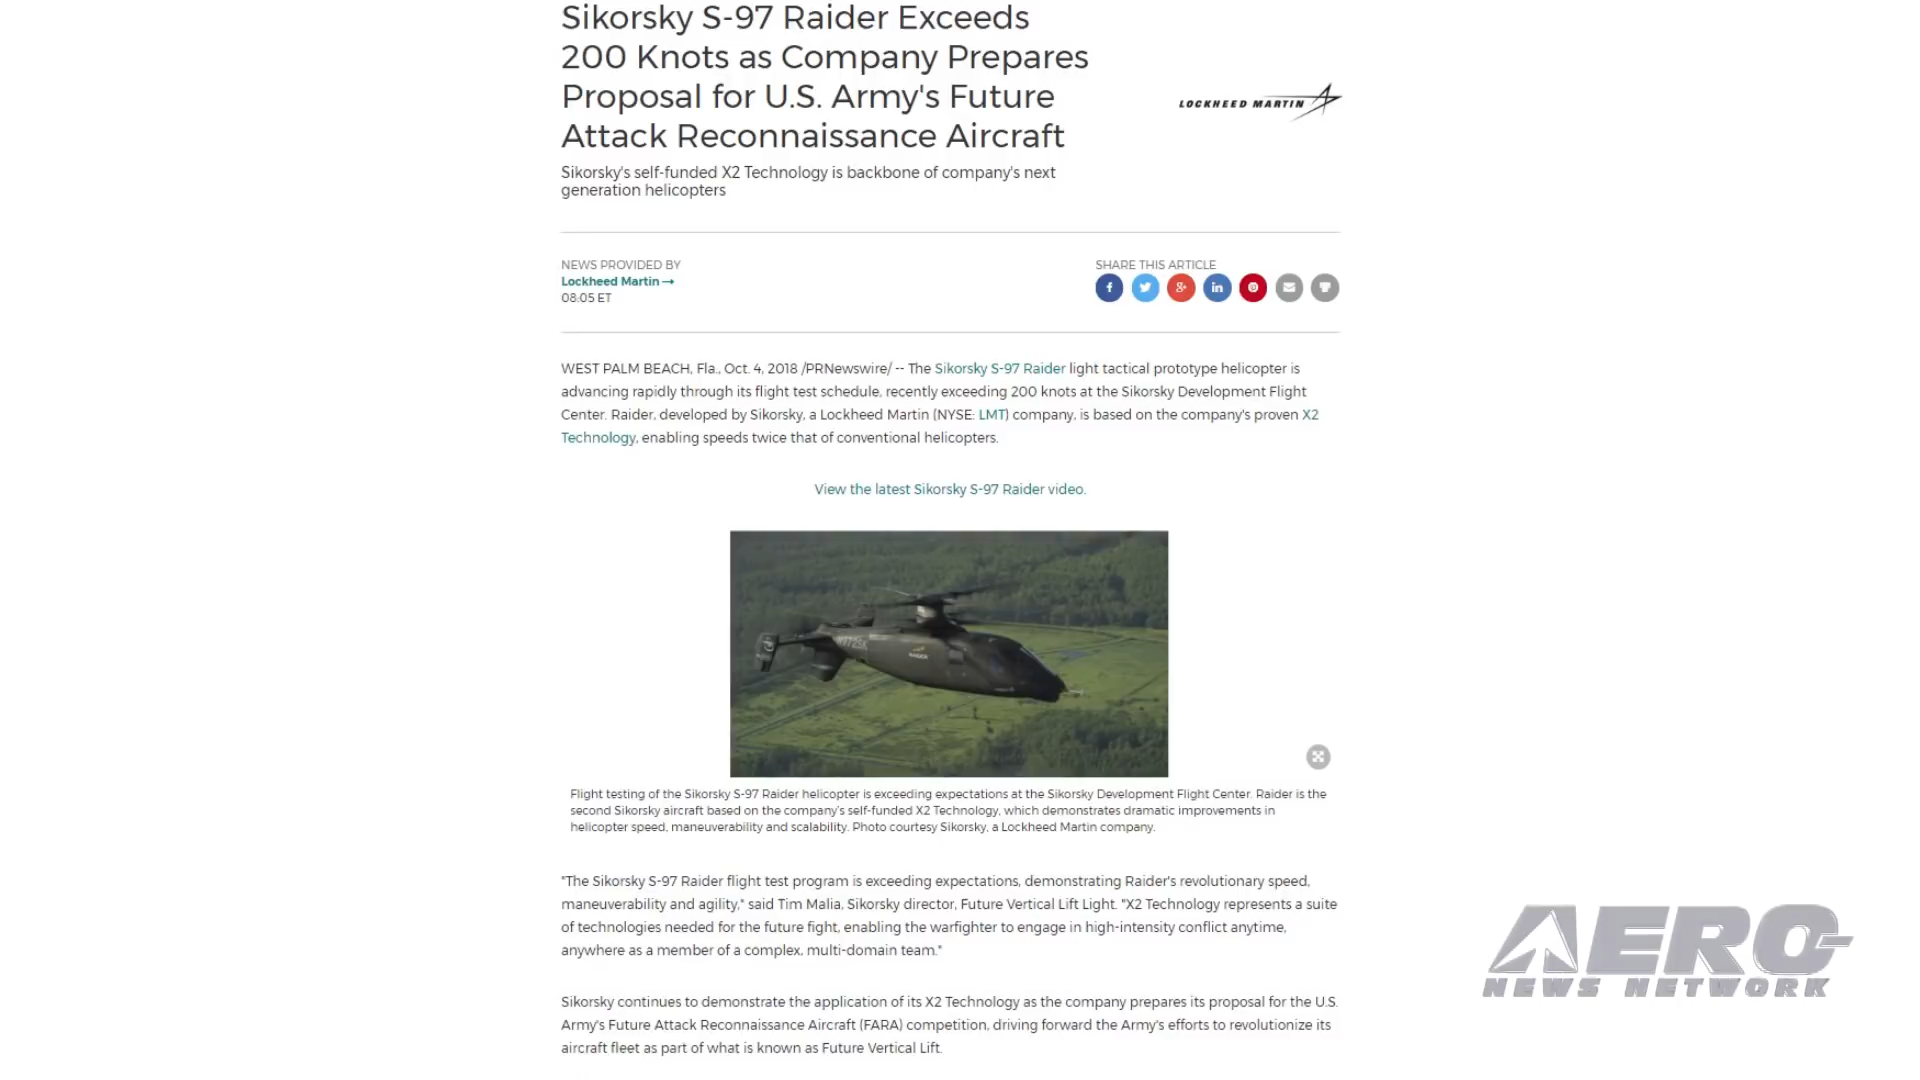 Sikorsky S-97 Raider Exceeds
200 Knots as Company Prepares
Proposal for U.S. Army's Future
Attack Reconnaissance Aircraft
LOCKHEED MARTIN
Sikorsky's self-funded X2 Technology is backbone of company's next
generation helicopters
NEWS PROVIDED BY
Lockheed Martin →
08:05 ET
SHARE THIS ARTICLE
WEST PALM BEACH, Fla., Oct. 4, 2018 /PRNewswire/ -- The Sikorsky S-97 Raider light tactical prototype helicopter is
advancing rapidly through its flight test schedule, recently exceeding 200 knots at the Sikorsky Development Flight
Center. Raider, developed by Sikorsky, a Lockheed Martin (NYSE: LMT) company, is based on the company's proven X2
Technology, enabling speeds twice that of conventional helicopters.
View the latest Sikorsky S-97 Raider video.
RAIDER
Flight testing of the Sikorsky S-97 Raider helicopter is exceeding expectations at the Sikorsky Development Flight Center. Raider is the
second Sikorsky aircraft based on the company's self-funded X2 Technology, which demonstrates dramatic improvements in
helicopter speed, maneuverability and scalability. Photo courtesy Sikorsky, a Lockheed Martin company.
"The Sikorsky S-97 Raider flight test program is exceeding expectations, demonstrating Raider's revolutionary speed,
maneuverability and agility," said Tim Malia, Sikorsky director, Future Vertical Lift Light. "X2 Technology represents a suite
of technologies needed for the future fight, enabling the warfighter to engage in high-intensity conflict anytime,
anywhere as a member of a complex, multi-domain team."
Sikorsky continues to demonstrate the application of its X2 Technology as the company prepares its proposal for the U.S.
Army's Future Attack Reconnaissance Aircraft (FARA) competition, driving forward the Army's efforts to revolutionize its
aircraft fleet as part of what is known as Future Vertical Lift.
AERO-
NEWS NETWORK